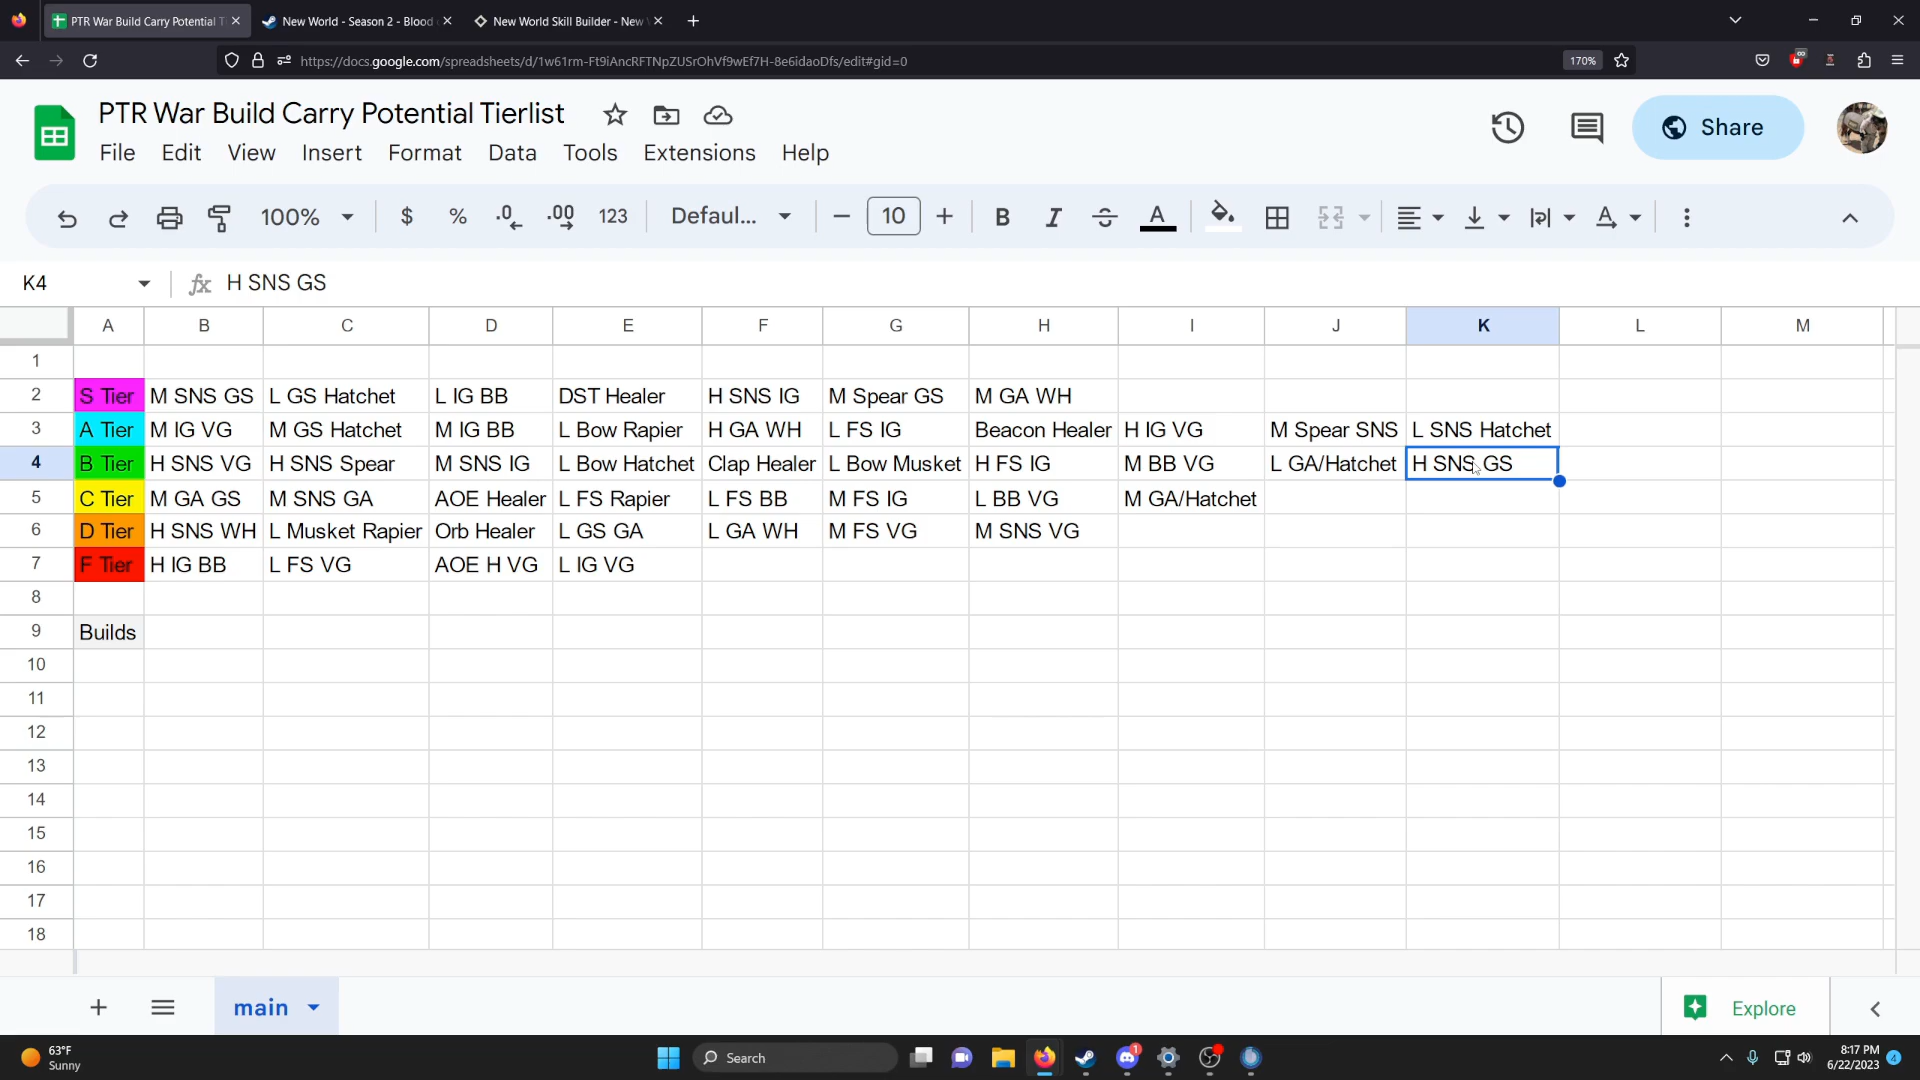 PTR War Build Carry Potential T
New World - Season 2 - Blood
New World Skill Builder - New
https://docs.google.com/spreadsheets/d/1w61rm-Ft9iAncRFTNpZUSrOhVf9wEf7H-8e6idaoDfs/edit#gid=0
170%
PTR War Build Carry Potential Tierlist
Share
File Edit View Insert Format Data Tools Extensions Help
100% $ % .0 .00 123 Defaul... 10 B I A A
K4 fx H SNS GS
A B C D E F G H I J K L M
1
2 S Tier M SNS GS L GS Hatchet L IG BB DST Healer H SNS IG M Spear GS M GA WH
3 A Tier M IG VG M GS Hatchet M IG BB L Bow Rapier H GA WH L FS IG Beacon Healer H IG VG M Spear SNS L SNS Hatchet
4 B Tier H SNS VG H SNS Spear M SNS IG L Bow Hatchet Clap Healer L Bow Musket H FS IG M BB VG L GA/Hatchet H SNS GS
5 C Tier M GA GS M SNS GA AOE Healer L FS Rapier L FS BB M FS IG L BB VG M GA/Hatchet
6 D Tier H SNS WH L Musket Rapier Orb Healer L GS GA L GA WH M FS VG M SNS VG
7 F Tier H IG BB L FS VG AOE H VG L IG VG
8
9 Builds
10
11
12
13
14
15
16
17
18
main Explore
63°F
Sunny
Search
1
8:17 PM
6/22/2023
4